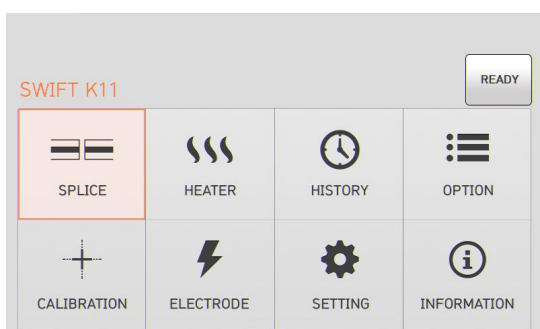 READY
SWIFT K11
SPLICE
HEATER
HISTORY
OPTION
CALIBRATION
ELECTRODE
SETTING
INFORMATION